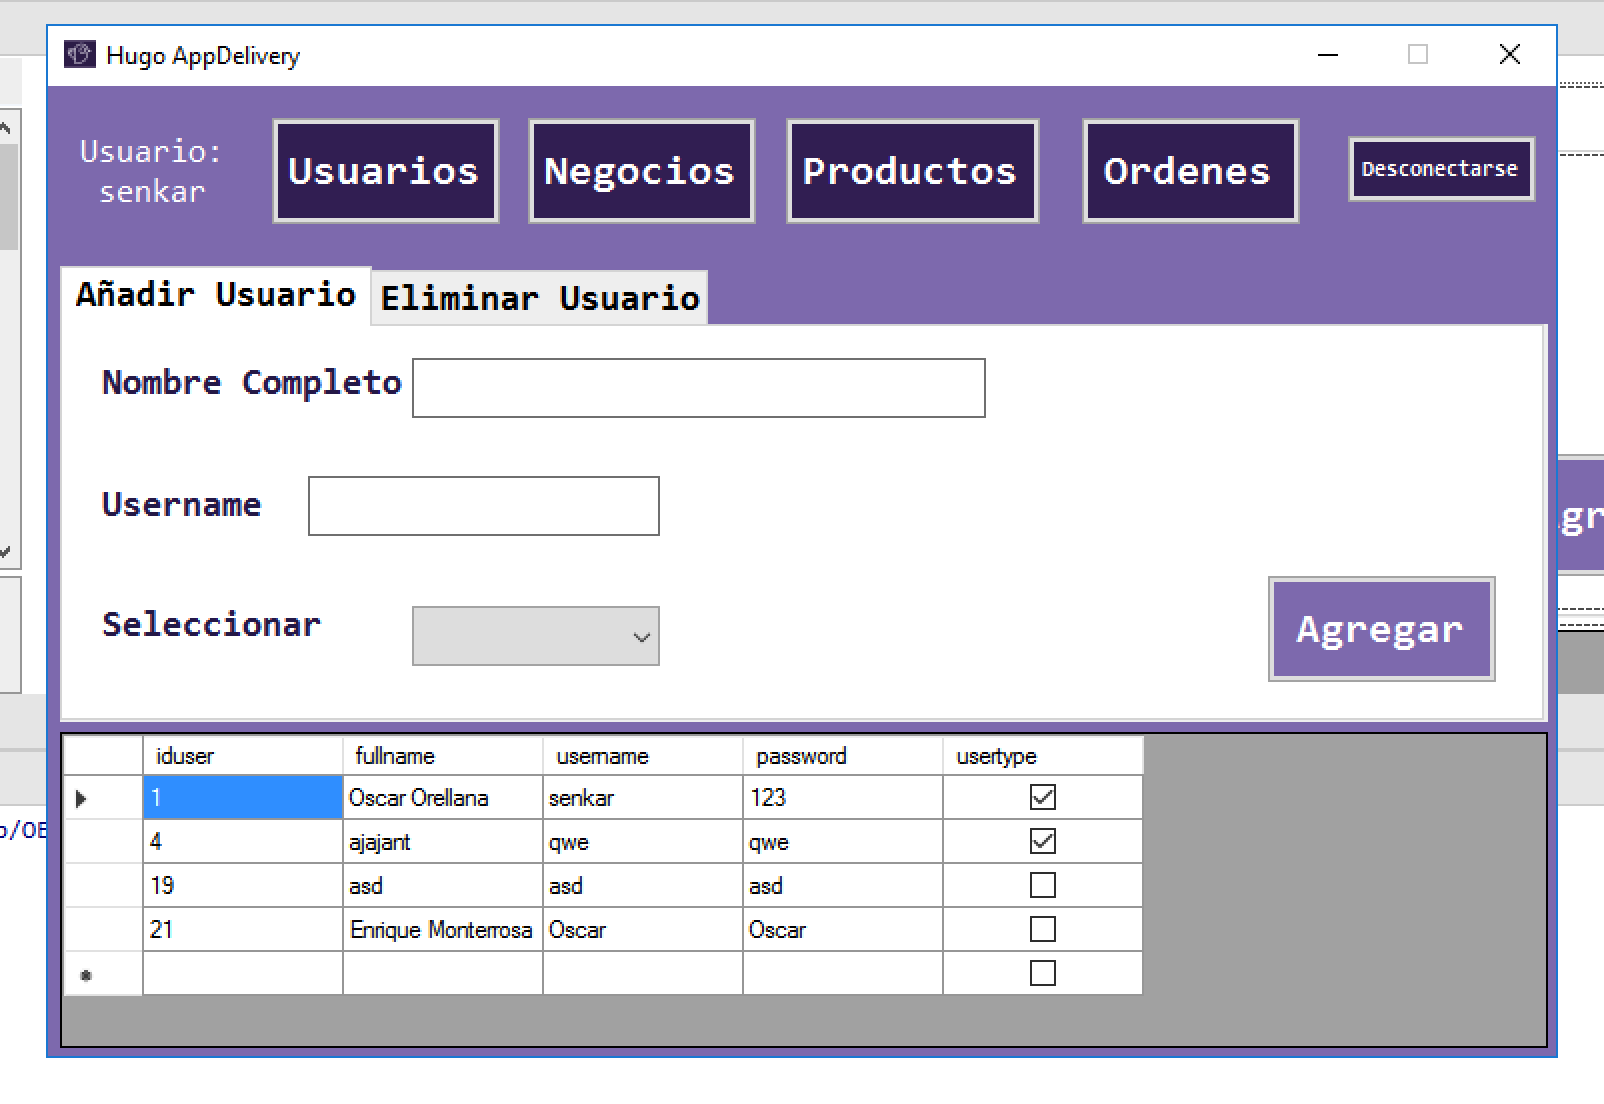 Hugo AppDelivery
Usuario:
senkar
Usuarios
Negocios
Productos
Ordenes
Desconectarse
Añadir Usuario
Eliminar Usuario
Nombre Completo
Username
Seleccionar
Agregar
iduser fullname username password usertype
1 Oscar Orellana senkar 123
4 ajajant qwe qwe
19 asd asd asd
21 Enrique Monterrosa Oscar Oscar